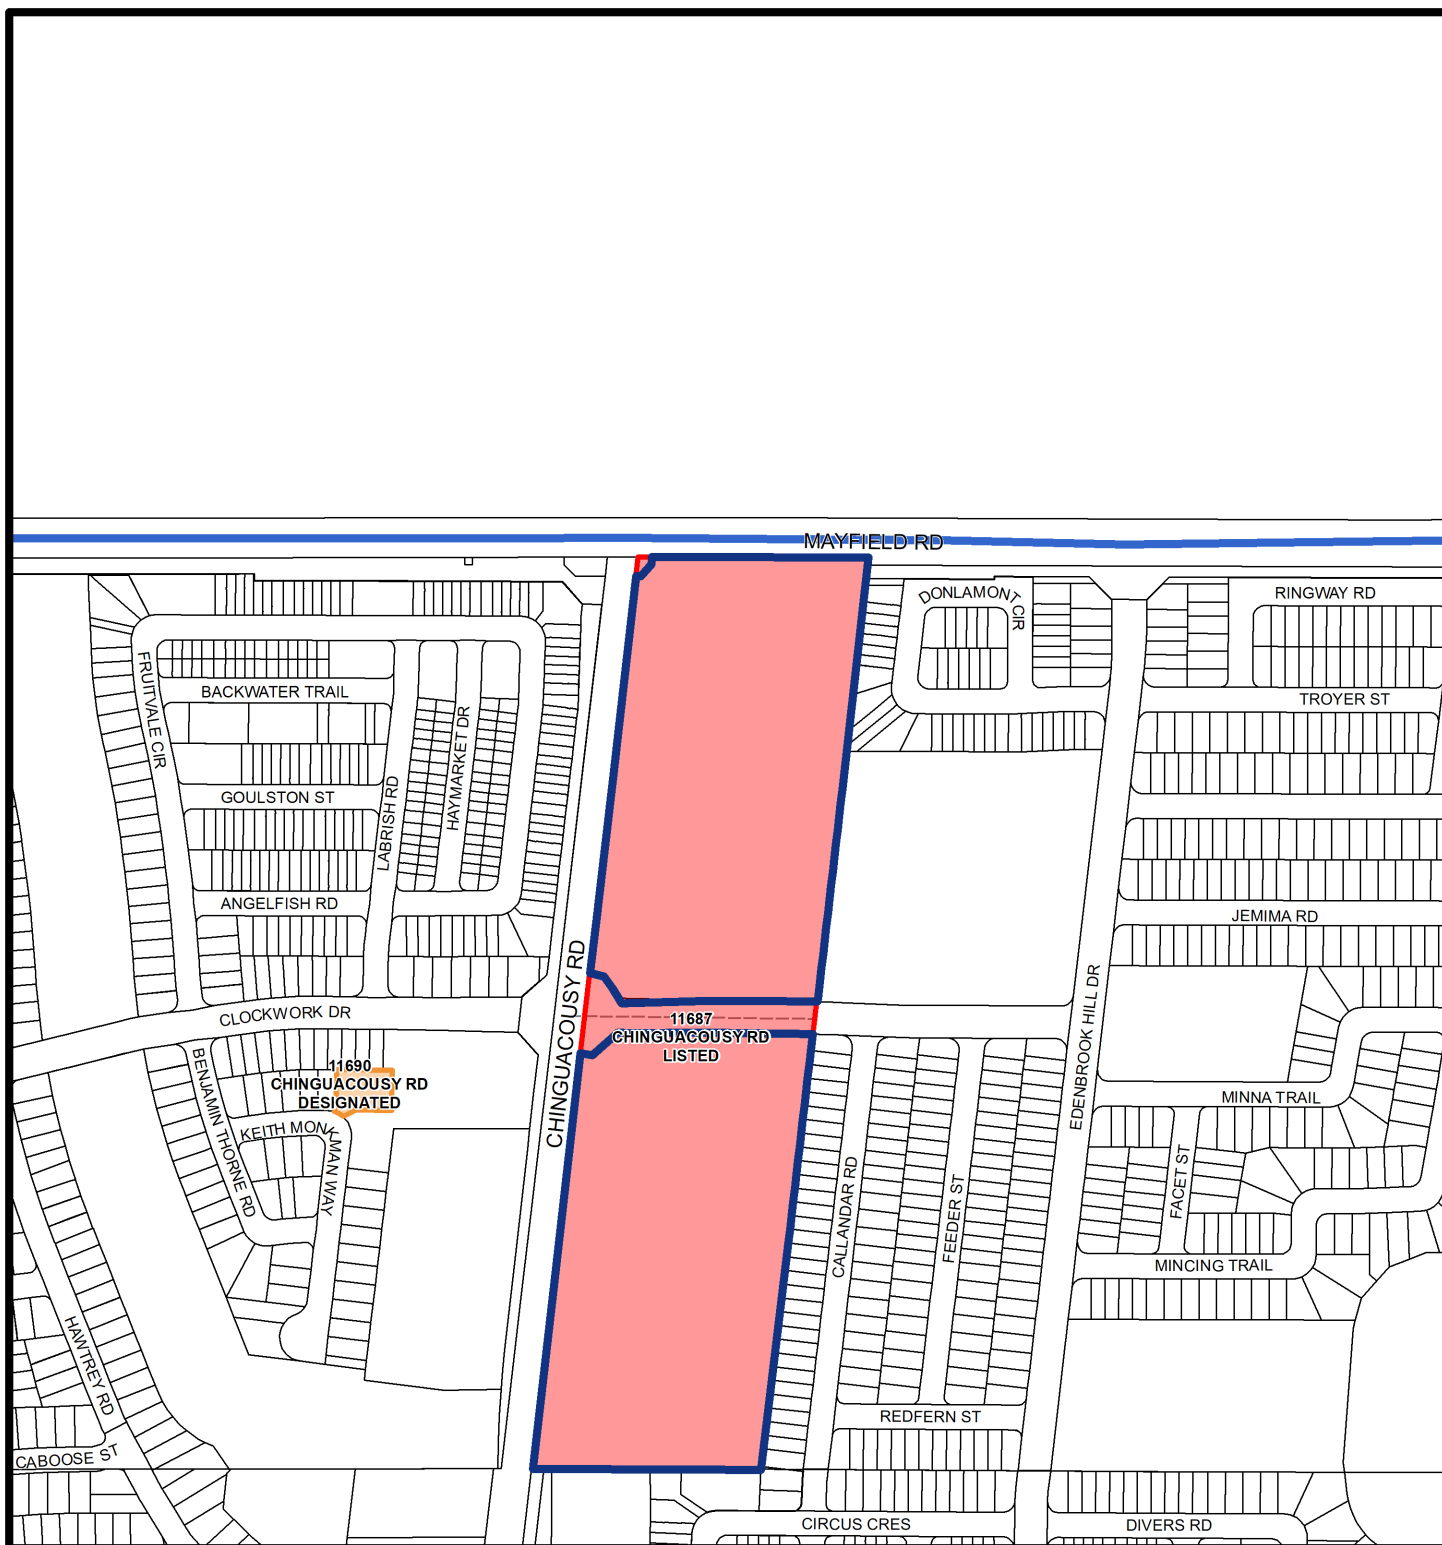 MAYFIELD RD
DONLAMONT CIR
RINGWAY RD
FRUITVALE CIR
BACKWATER TRAIL
TROYER ST
HAYMARKET DR
LABRISH RD
GOULSTON ST
ANGELFISH RD
JEMIMA RD
CHINGUACOUSY RD
EDENBROOK HILL DR
CLOCKWORK DR
11687
CHINGUACOUSY RD
LISTED
11690
CHINGUACOUSY RD
DESIGNATED
BENJAMIN THORNE RD
KEITH MONKMAN WAY
MINNA TRAIL
FACET ST
CALLANDAR RD
FEEDER ST
MINCING TRAIL
HAWTREY RD
REDFERN ST
CABOOSE ST
CIRCUS CRES
DIVERS RD